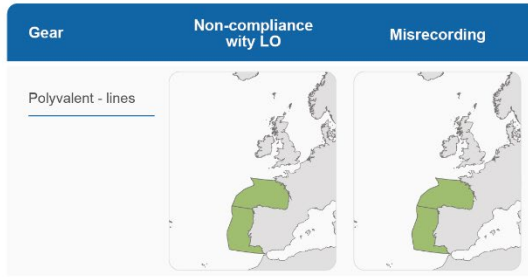 Gear
Non-compliance
wity LO
Misrecording
Polyvalent - lines